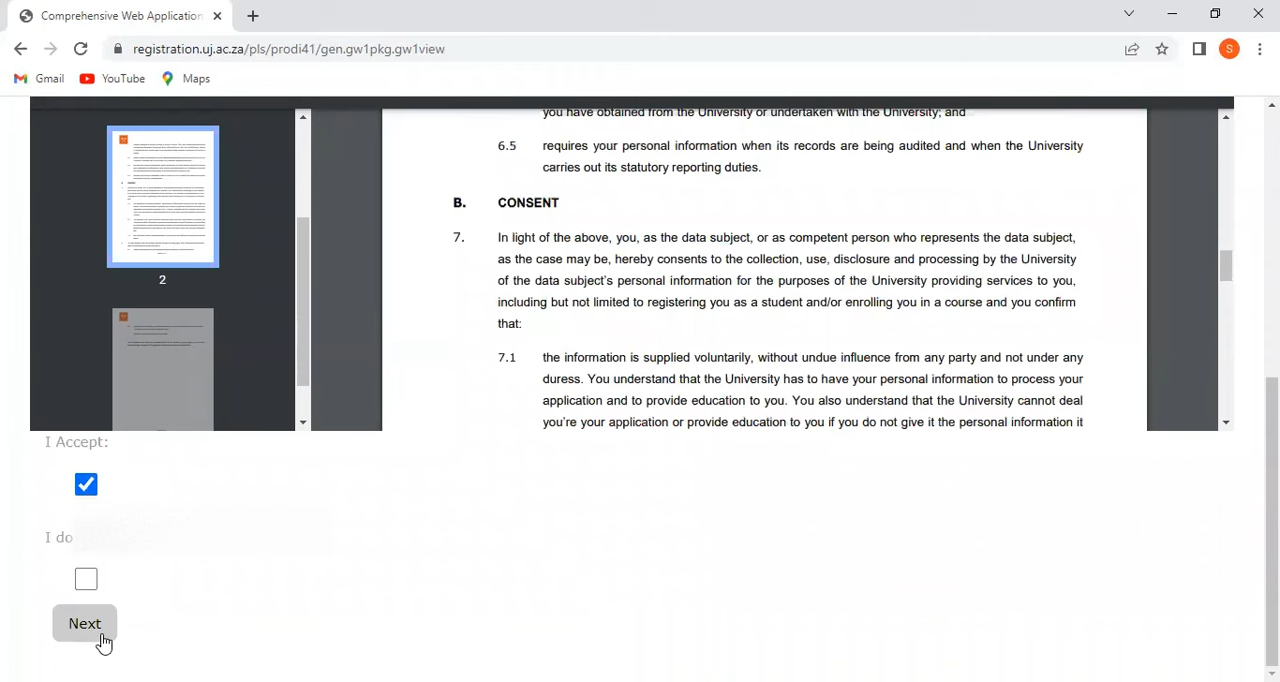 Comprehensive Web Application
registration.uj.ac.za/pls/prodi41/gen.gw1pkg.gw1view
S
Gmail YouTube Maps
you have obtained from the University or undertaken with the University; and
6.5 requires your personal information when its records are being audited and when the University
carries out its statutory reporting duties.
B. CONSENT
7. In light of the above, you, as the data subject, or as competent person who represents the data subject,
as the case may be, hereby consents to the collection, use, disclosure and processing by the University
of the data subject's personal information for the purposes of the University providing services to you,
including but not limited to registering you as a student and/or enrolling you in a course and you confirm
that:
7.1 the information is supplied voluntarily, without undue influence from any party and not under any
duress. You understand that the University has to have your personal information to process your
application and to provide education to you. You also understand that the University cannot deal
you're your application or provide education to you if you do not give it the personal information it
2
I Accept:
I do
Next